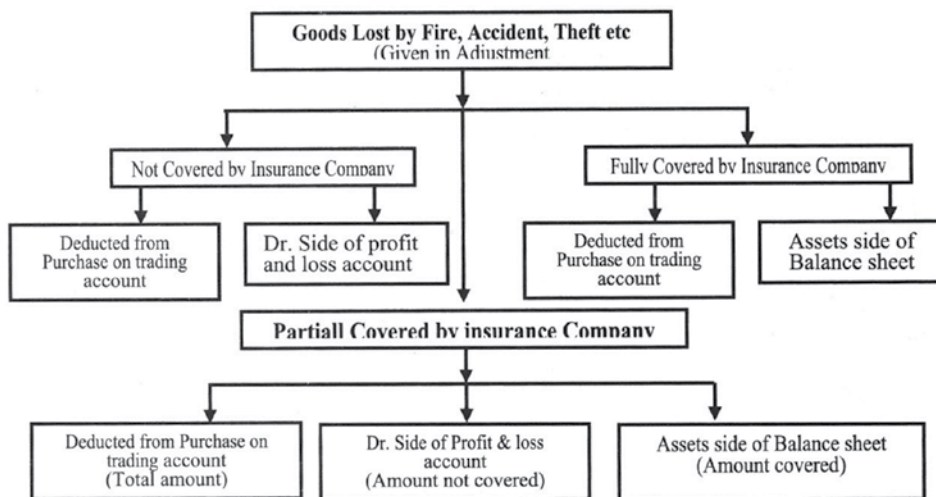 Goods Lost by Fire, Accident, Theft etc
(Given in Adjustment
Not Covered by Insurance Company
Fully Covered by Insurance Company
Deducted from
Purchase on trading
account
Dr. Side of profit
and loss account
Deducted from
Purchase on trading
account
Assets side of
Balance sheet
Partiall Covered by insurance Company
Deducted from Purchase on
trading account
(Total amount)
Dr. Side of Profit & loss
account
(Amount not covered)
Assets side of Balance sheet
(Amount covered)